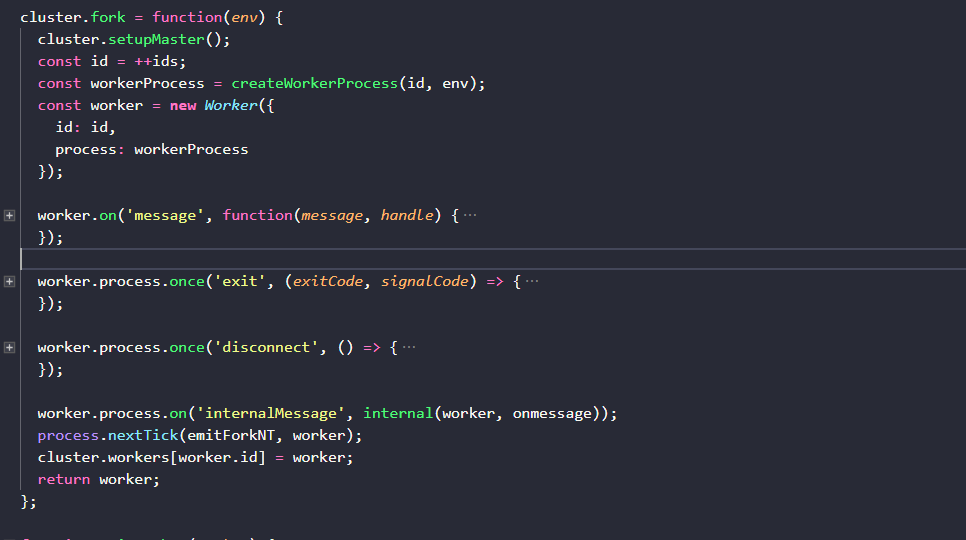 cluster.fork = function(env) {
  cluster.setupMaster();
  const id = ++ids;
  const workerProcess = createWorkerProcess(id, env);
  const worker = new Worker({
    id: id,
    process: workerProcess
  });

  worker.on('message', function(message, handle) {···
  });

  worker.process.once('exit', (exitCode, signalCode) => {···
  });

  worker.process.once('disconnect', () => {···
  });

  worker.process.on('internalMessage', internal(worker, onmessage));
  process.nextTick(emitForkNT, worker);
  cluster.workers[worker.id] = worker;
  return worker;
};